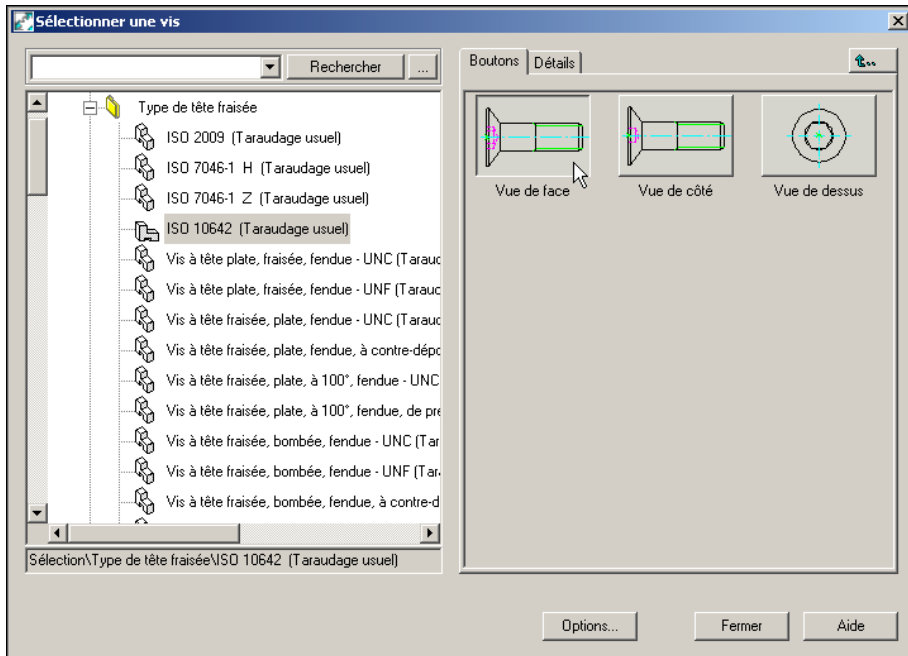 Sélectionner une vis
Rechercher
...
Type de tête fraisée
ISO 2009 (Taraudage usuel)
ISO 7046-1 H (Taraudage usuel)
ISO 7046-1 Z (Taraudage usuel)
ISO 10642 (Taraudage usuel)
Vis à tête plate, fraisée, fendue - UNC (Taraud
Vis à tête plate, fraisée, fendue - UNF (Taraud
Vis à tête fraisée, plate, fendue - UNC (Taraud
Vis à tête fraisée, plate, fendue, à contre-dépo
Vis à tête fraisée, plate, à 100°, fendue - UNC
Vis à tête fraisée, plate, à 100°, fendue, de pre
Vis à tête fraisée, bombée, fendue - UNC (Tar
Vis à tête fraisée, bombée, fendue - UNF (Tar
Vis à tête fraisée, bombée, fendue, à contre-d
Sélection\Type de tête fraisée\ISO 10642 (Taraudage usuel)
Boutons Détails
Vue de face
Vue de côté
Vue de dessus
Options... Fermer Aide